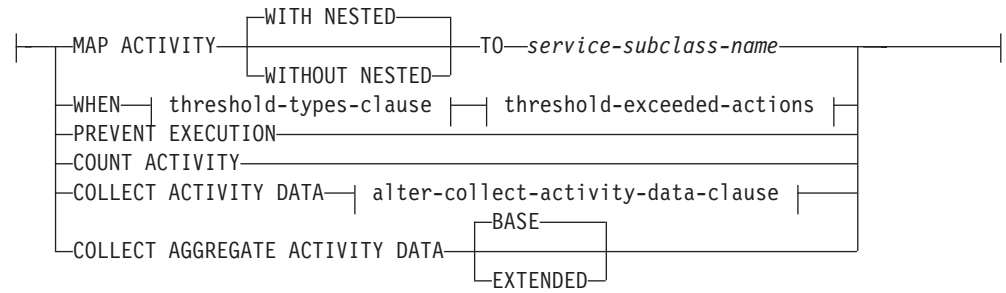 WITH NESTED
MAP ACTIVITY TO service-subclass-name
WITHOUT NESTED
WHEN threshold-types-clause threshold-exceeded-actions
PREVENT EXECUTION
COUNT ACTIVITY
COLLECT ACTIVITY DATA alter-collect-activity-data-clause
BASE
COLLECT AGGREGATE ACTIVITY DATA
EXTENDED